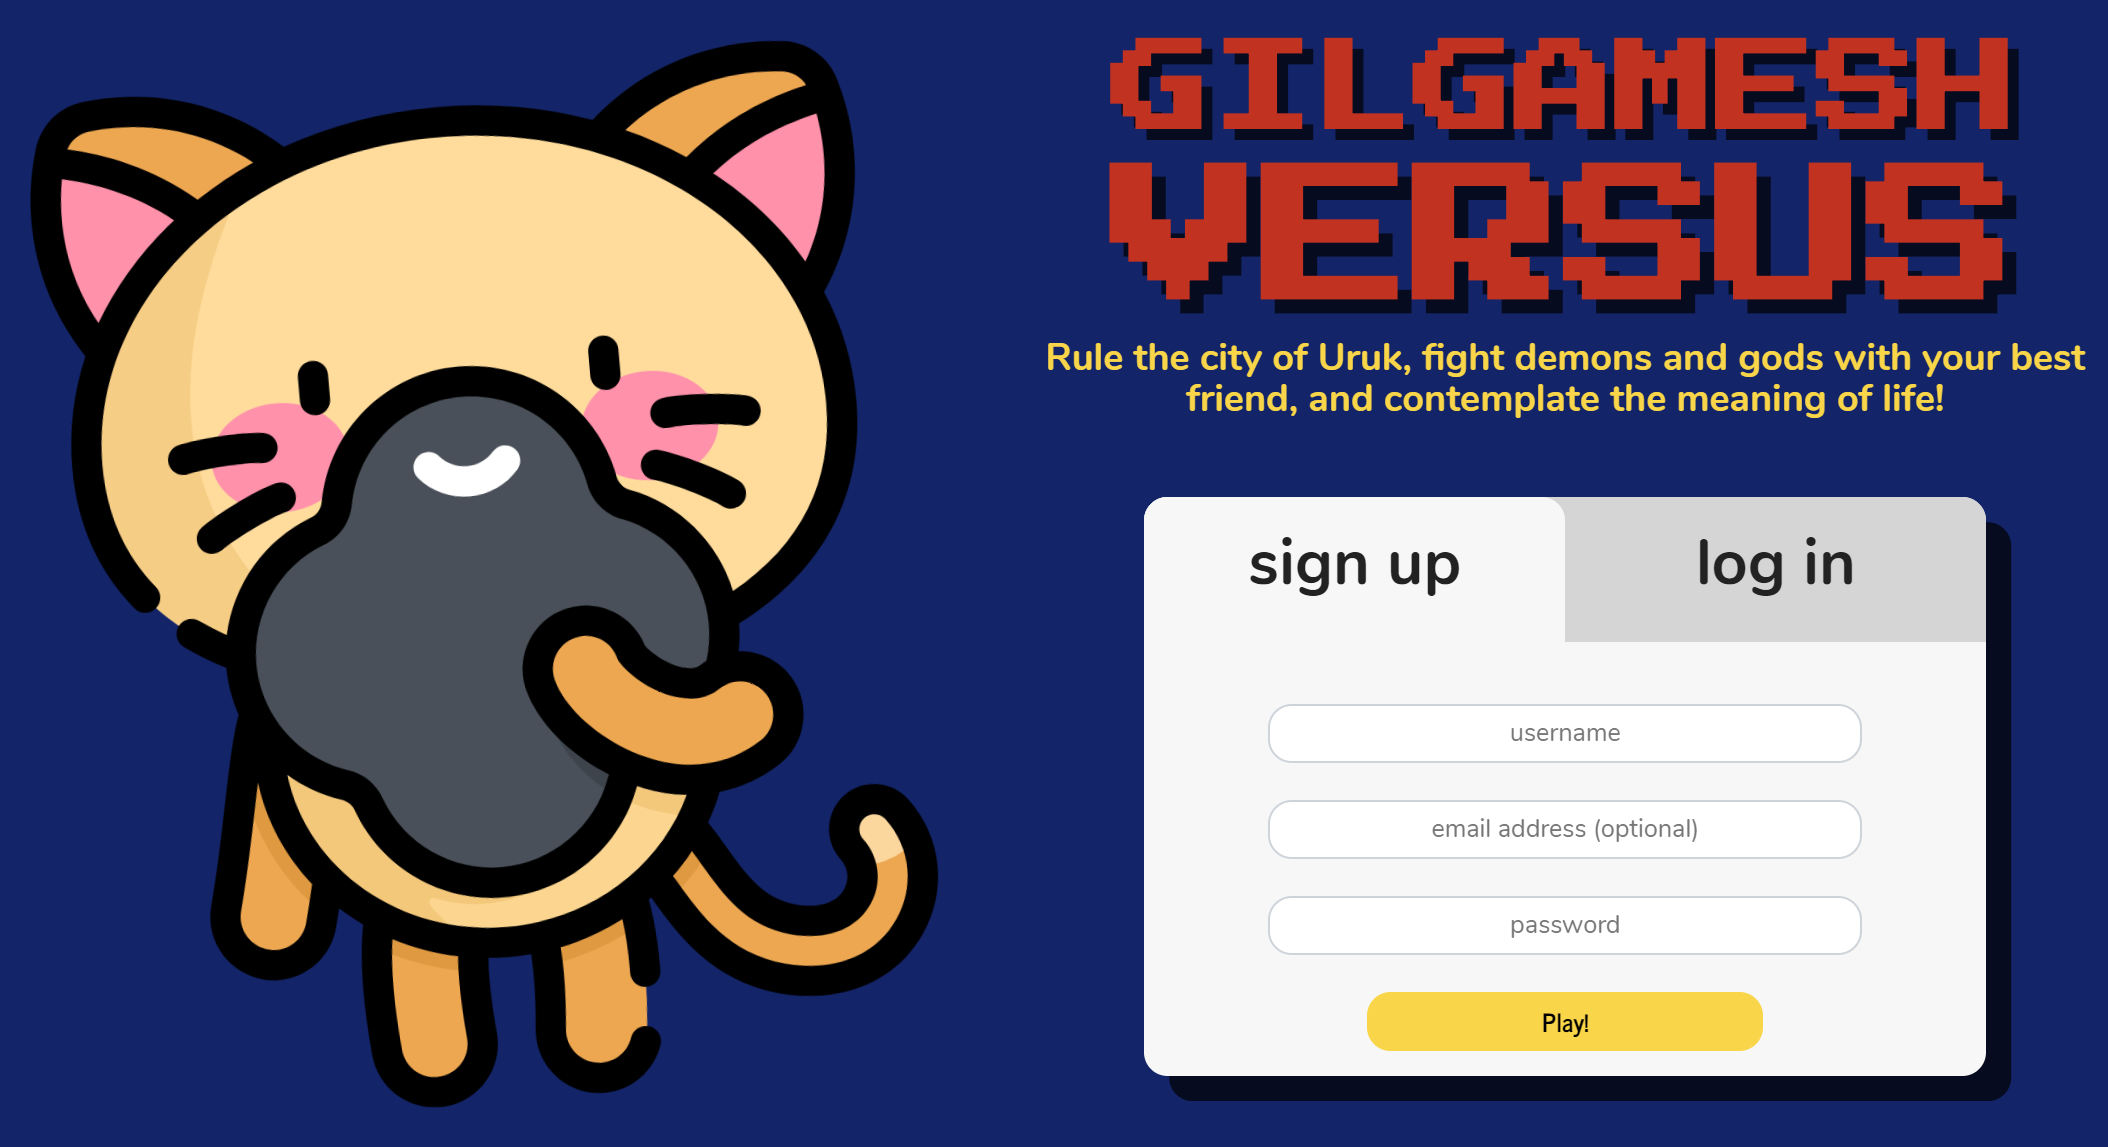 GILGAMESH
VERSUS
Rule the city of Uruk, fight demons and gods with your best
friend, and contemplate the meaning of life!
sign up
log in
username
email address (optional)
password
Play!